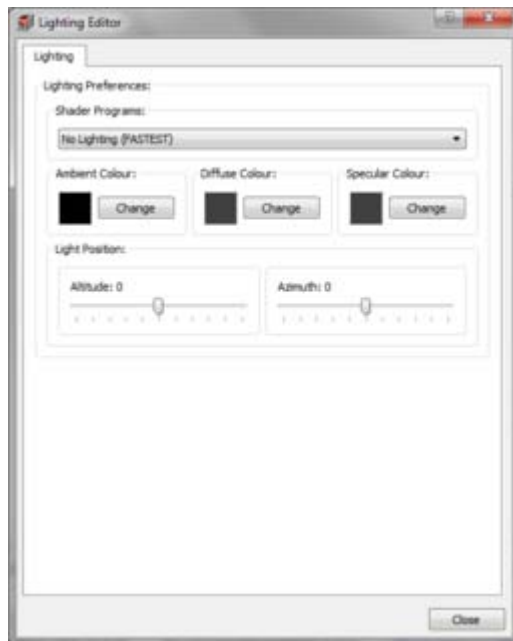 Lighting Editor
Lighting
Lighting Preferences:
Shader Programs:
No Lighting (FASTEST)
Ambient Colour: Diffuse Colour: Specular Colour:
Change Change Change
Light Position:
Altitude: 0 Azimuth: 0
Close